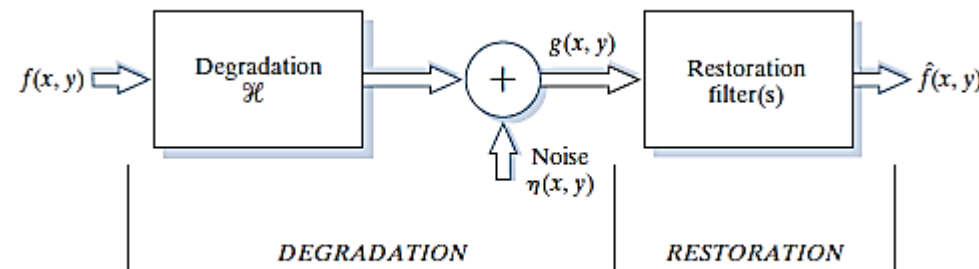 f(x, y)
Degradation
ℋ
+
g(x, y)
Noise
η(x, y)
Restoration
filter(s)
f̂(x, y)
DEGRADATION
RESTORATION